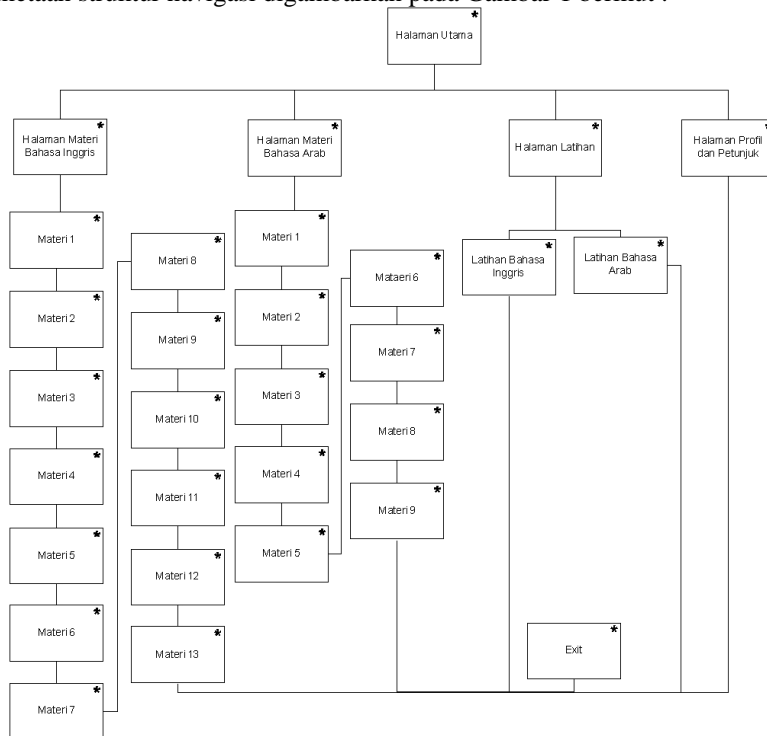 struktur navigasi digambarkan pada Gambar 1 berikut :
Halaman Utama
Halaman Materi
Bahasa Inggris
Halaman Materi
Bahasa Arab
Halaman Latihan
Halaman Profil
dan Petunjuk
Materi 1
Materi 2
Materi 3
Materi 4
Materi 5
Materi 6
Materi 7
Materi 8
Materi 9
Materi 10
Materi 11
Materi 12
Materi 13
Materi 1
Materi 2
Materi 3
Materi 4
Materi 5
Mataeri 6
Materi 7
Materi 8
Materi 9
Latihan Bahasa
Inggris
Latihan Bahasa
Arab
Exit